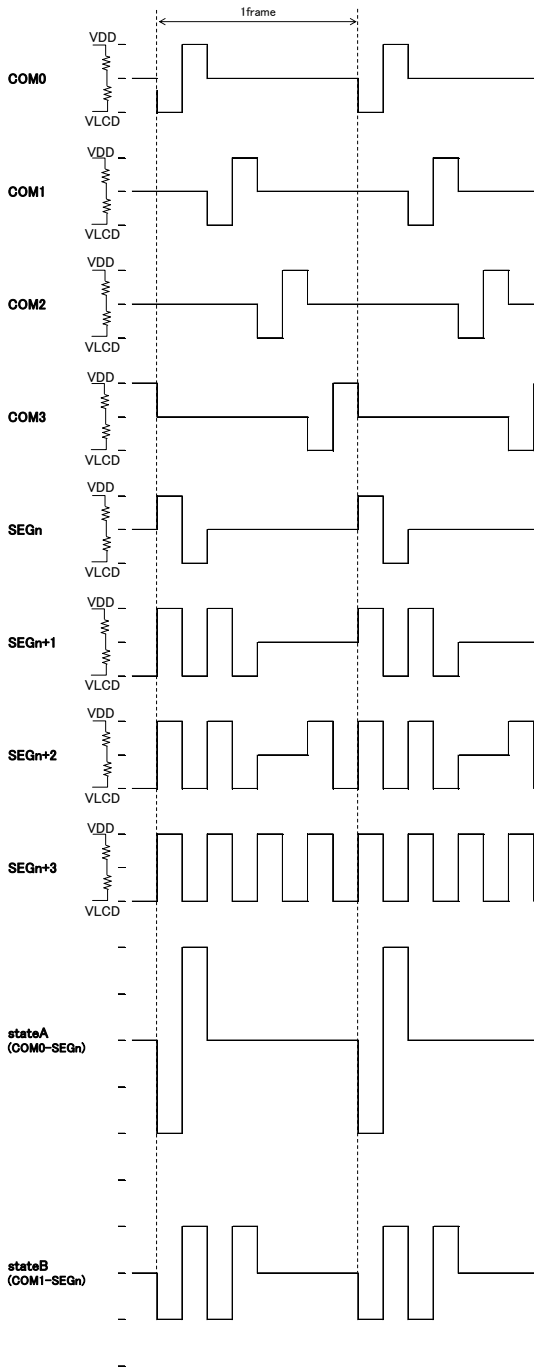 1frame
VDD
COM0
VLCD
VDD
COM1
VLCD
VDD
COM2
VLCD
VDD
COM3
VLCD
VDD
SEGn
VLCD
VDD
SEGn+1
VLCD
VDD
SEGn+2
VLCD
VDD
SEGn+3
VLCD
stateA
(COM0-SEGn)
stateB
(COM1-SEGn)